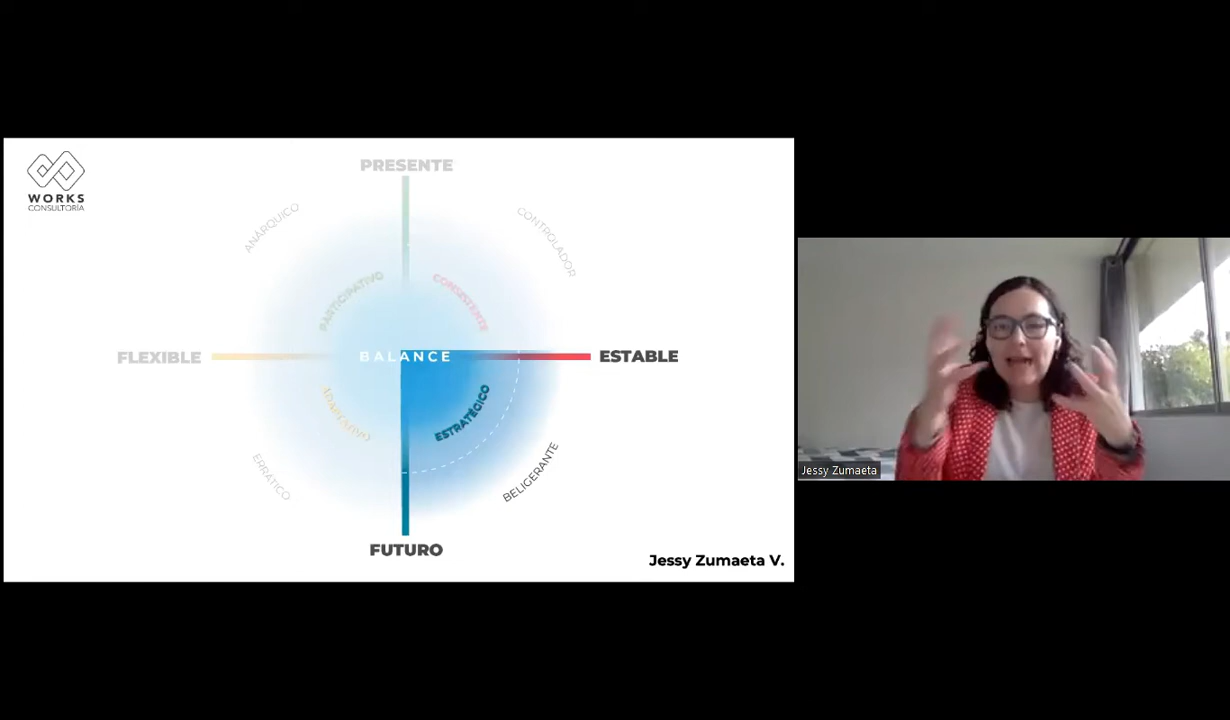 WORKS
CONSULTORÍA
PRESENTE
ANÁRQUICO
CONTROLADOR
PARTICIPATIVO
CONSISTENTE
FLEXIBLE
BALANCE
ESTABLE
ADAPTATIVO
ESTRATÉGICO
ERRÁTICO
BELIGERANTE
FUTURO
Jessy Zumaeta V.
Jessy Zumaeta